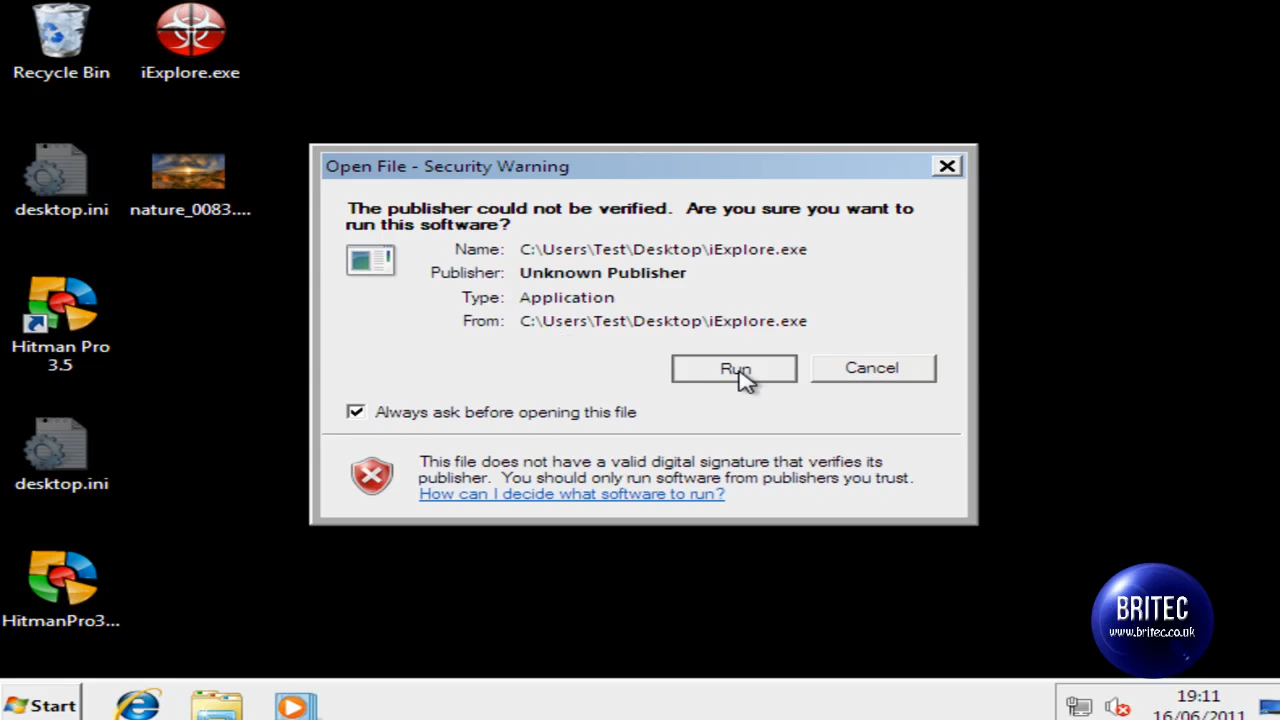 Recycle Bin
iExplore.exe
desktop.ini
nature_0083....
Hitman Pro
3.5
desktop.ini
HitmanPro3...
Open File - Security Warning
The publisher could not be verified. Are you sure you want to
run this software?
Name: C:\Users\Test\Desktop\iExplore.exe
Publisher: Unknown Publisher
Type: Application
From: C:\Users\Test\Desktop\iExplore.exe
Run
Cancel
Always ask before opening this file
This file does not have a valid digital signature that verifies its
publisher. You should only run software from publishers you trust.
How can I decide what software to run?
BRITEC
www.britec.co.uk
Start
19:11
16/06/2011